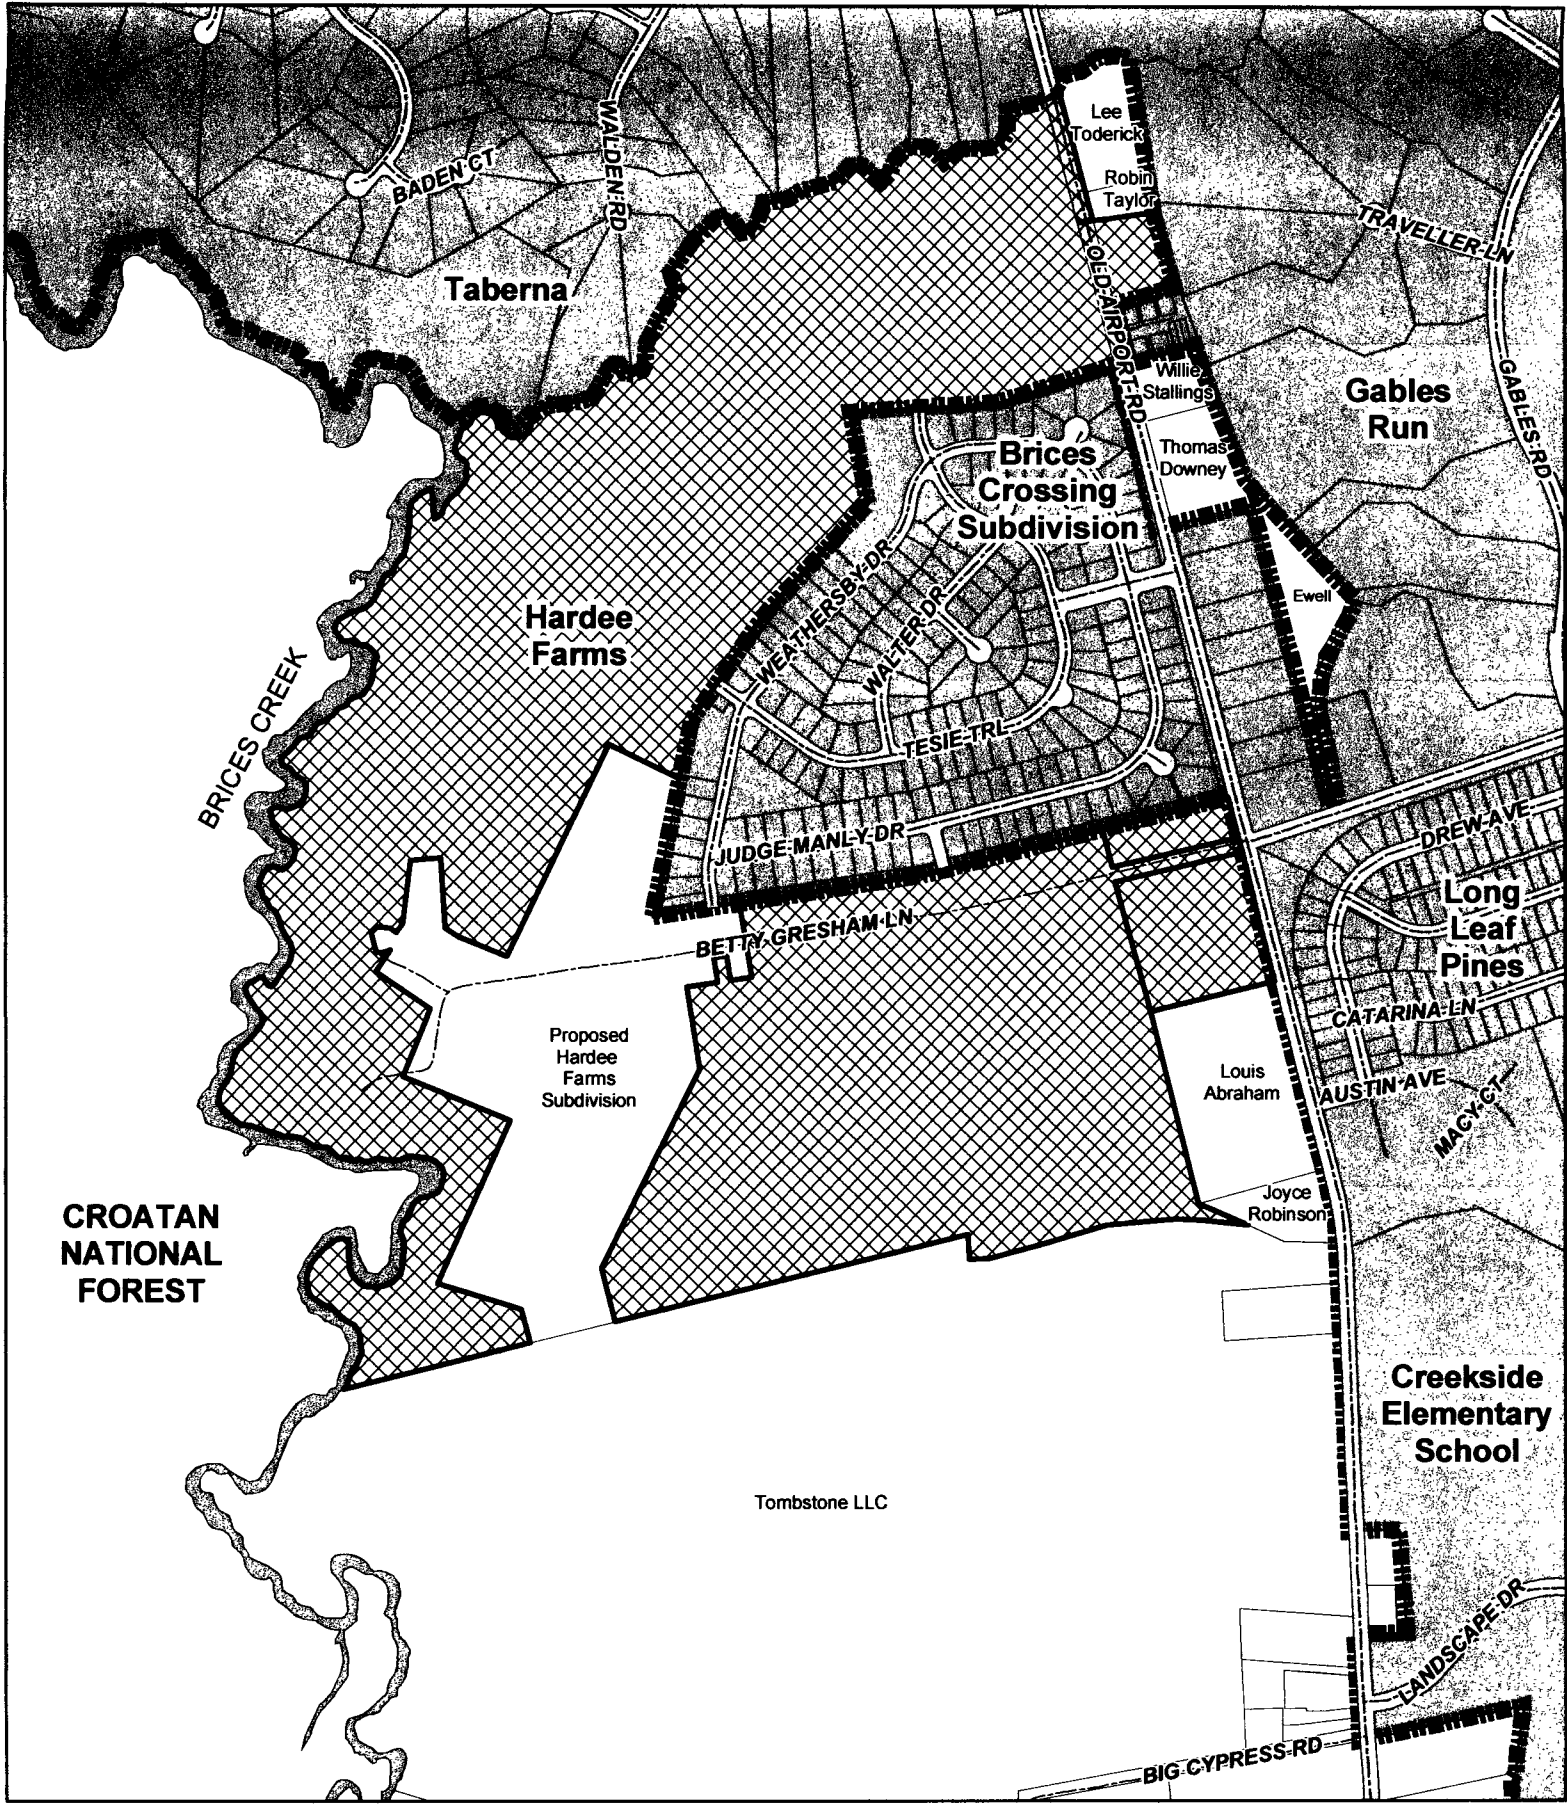 Lee
Toderick
Robin
Taylor
BADEN CT
WALDEN RD
TRAVELLER LN
Taberna
OLD AIRPORT RD
Willie
Stallings
Gables
Run
GABLES RD
Thomas
Downey
Brices
Crossing
Subdivision
Ewell
Hardee
Farms
WEATHERSBY DR
WALTER DR
BRICES CREEK
TESIE TRL
JUDGE MANLY DR
DREW AVE
Long
Leaf
Pines
BETTY GRESHAM LN
CATARINA LN
Proposed
Hardee
Farms
Subdivision
Louis
Abraham
AUSTIN AVE
MACY CT
Joyce
Robinson
CROATAN
NATIONAL
FOREST
Creekside
Elementary
School
Tombstone LLC
LANDSCAPE DR
BIG CYPRESS RD